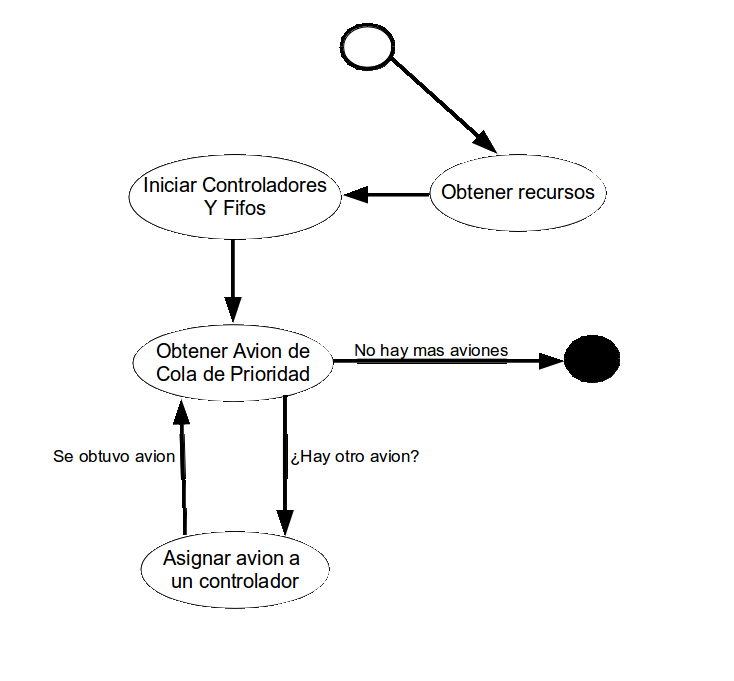 Iniciar Controladores
Y Fifos
Obtener recursos
Obtener Avion de
Cola de Prioridad
No hay mas aviones
Se obtuvo avion
¿Hay otro avion?
Asignar avion a
un controlador